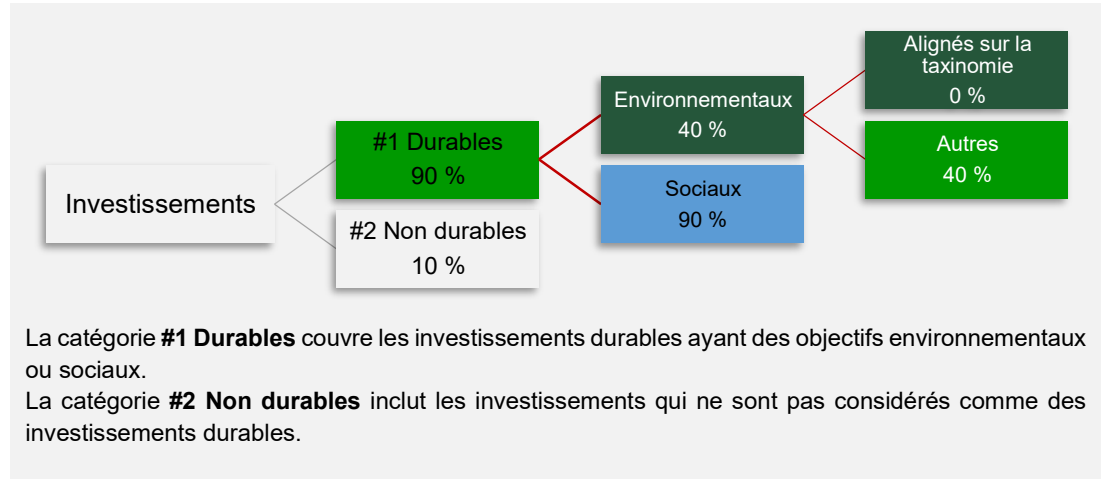 Investissements
#1 Durables
90 %
#2 Non durables
10 %
Environnementaux
40 %
Sociaux
90 %
Alignés sur la
taxinomie
0 %
Autres
40 %
La catégorie #1 Durables couvre les investissements durables ayant des objectifs environnementaux
ou sociaux.
La catégorie #2 Non durables inclut les investissements qui ne sont pas considérés comme des
investissements durables.